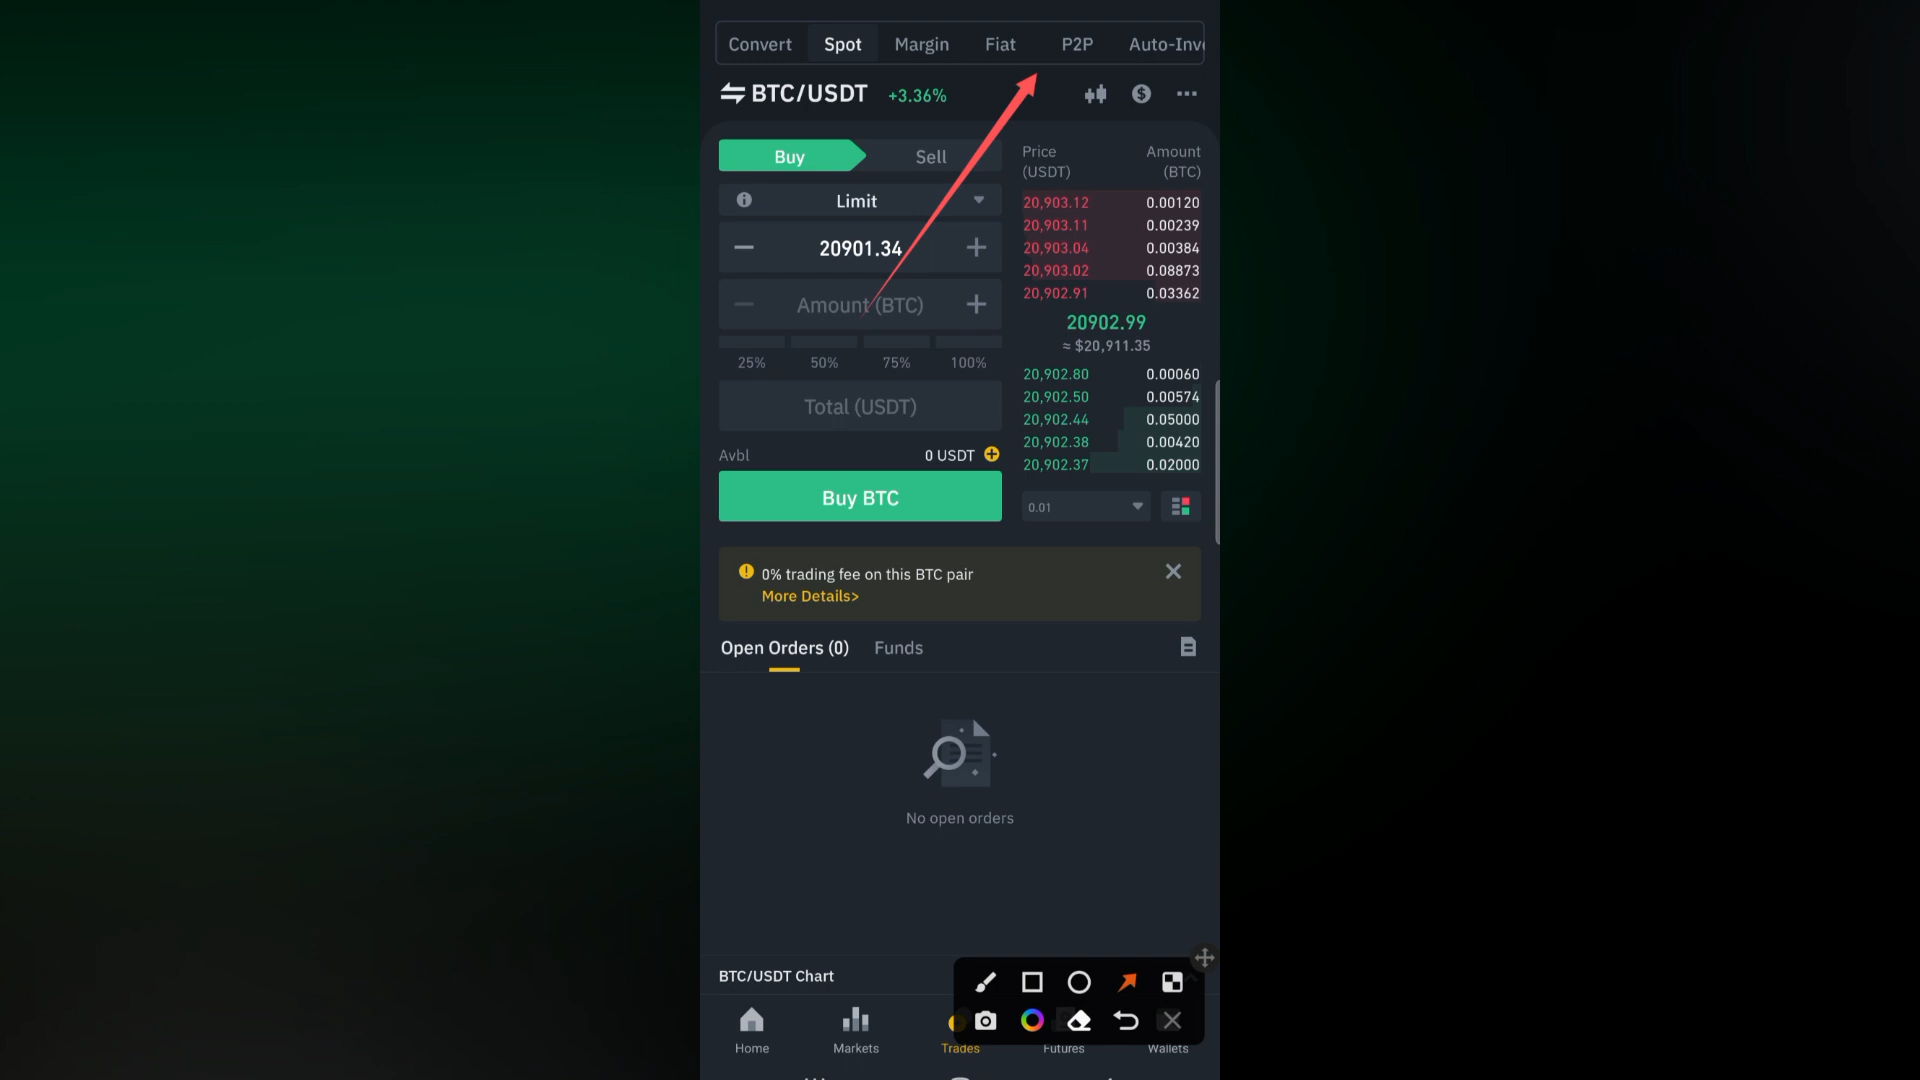 Convert Spot Margin Fiat P2P Auto-Inv
BTC/USDT +3.36%
Buy Sell
Limit
20901.34
Amount (BTC)
25% 50% 75% 100%
Total (USDT)
Avbl 0 USDT
Buy BTC
Price Amount
(USDT) (BTC)
20,903.12 0.00120
20,903.11 0.00239
20,903.04 0.00384
20,903.02 0.08873
20,902.91 0.03362
20902.99
≈ $20,911.35
20,902.80 0.00060
20,902.50 0.00574
20,902.44 0.05000
20,902.38 0.00420
20,902.37 0.02000
0.01
0% trading fee on this BTC pair
More Details>
Open Orders (0) Funds
No open orders
BTC/USDT Chart
Home Markets Trades Futures Wallets